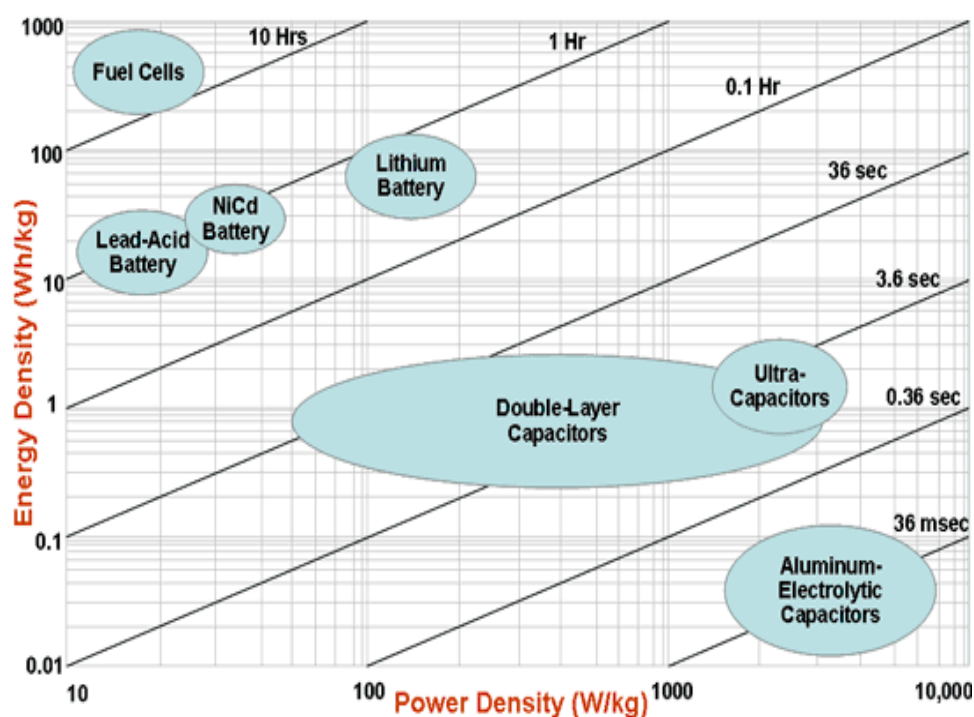 1000
10 Hrs
1 Hr
Fuel Cells
0.1 Hr
100
Lithium
Battery
36 sec
NiCd
Battery
Lead-Acid
Battery
10
3.6 sec
Energy Density (Wh/kg)
Ultra-
Capacitors
0.36 sec
1
Double-Layer
Capacitors
36 msec
0.1
Aluminum-
Electrolytic
Capacitors
0.01
10
100
1000
10,000
Power Density (W/kg)